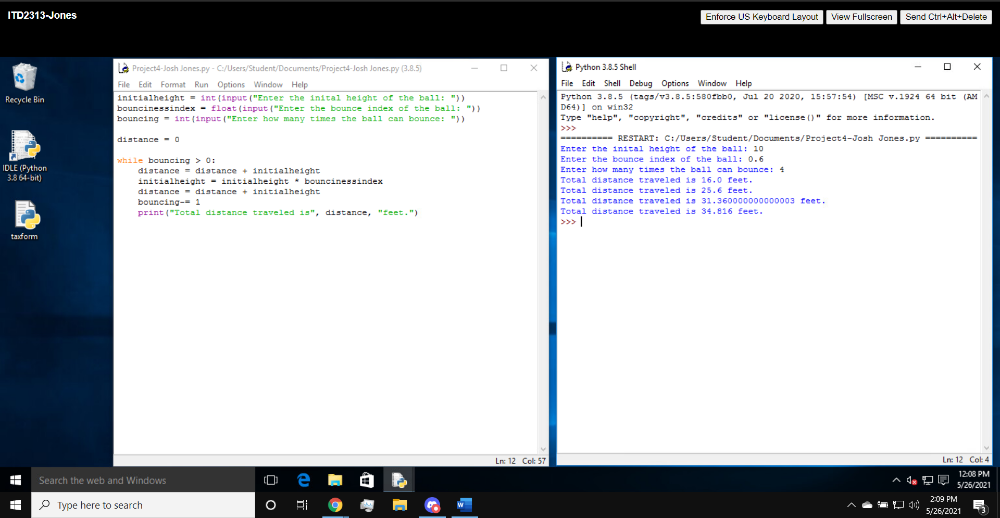 ITD2313-Jones
Enforce US Keyboard Layout
View Fullscreen
Send Ctrl+Alt+Delete
Recycle Bin
IDLE (Python
3.8 64-bit)
taxform
Project4-Josh Jones.py - C:/Users/Student/Documents/Project4-Josh Jones.py (3.8.5)
File Edit Format Run Options Window Help
initialheight = int(input("Enter the inital height of the ball: "))
bouncinessindex = float(input("Enter the bounce index of the ball: "))
bouncing = int(input("Enter how many times the ball can bounce: "))
distance = 0
while bouncing > 0:
    distance = distance + initialheight
    initialheight = initialheight * bouncinessindex
    distance = distance + initialheight
    bouncing-= 1
    print("Total distance traveled is", distance, "feet.")
Ln: 12 Col: 57
Python 3.8.5 Shell
File Edit Shell Debug Options Window Help
Python 3.8.5 (tags/v3.8.5:580fbb0, Jul 20 2020, 15:57:54) [MSC v.1924 64 bit (AM
D64)] on win32
Type "help", "copyright", "credits" or "license()" for more information.
>>>
========== RESTART: C:/Users/Student/Documents/Project4-Josh Jones.py ==========
Enter the inital height of the ball: 10
Enter the bounce index of the ball: 0.6
Enter how many times the ball can bounce: 4
Total distance traveled is 16.0 feet.
Total distance traveled is 25.6 feet.
Total distance traveled is 31.360000000000003 feet.
Total distance traveled is 34.816 feet.
>>>
Ln: 12 Col: 4
Search the web and Windows
12:08 PM
5/26/2021
Type here to search
W
2:09 PM
5/26/2021
3